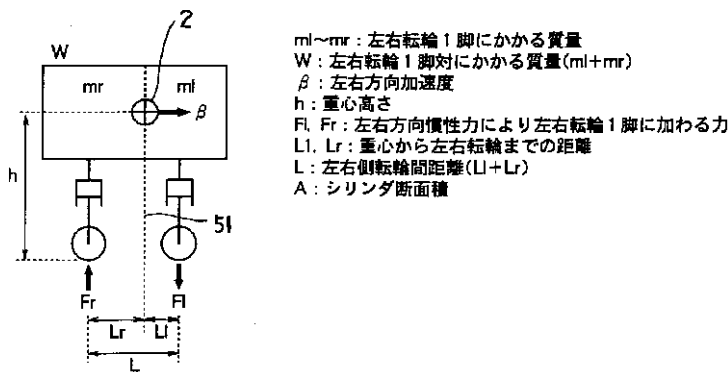 2
W
mr
ml
β
h
51
Fr
Fl
Lr
Ll
L
ml~mr：左右転輪1脚にかかる質量
W：左右転輪1脚対にかかる質量(ml+mr)
β：左右方向加速度
h：重心高さ
Fl, Fr：左右方向慣性力により左右転輪1脚に加わる力
L1, Lr：重心から左右転輪までの距離
L：左右側転輪間距離(Ll+Lr)
A：シリンダ断面積